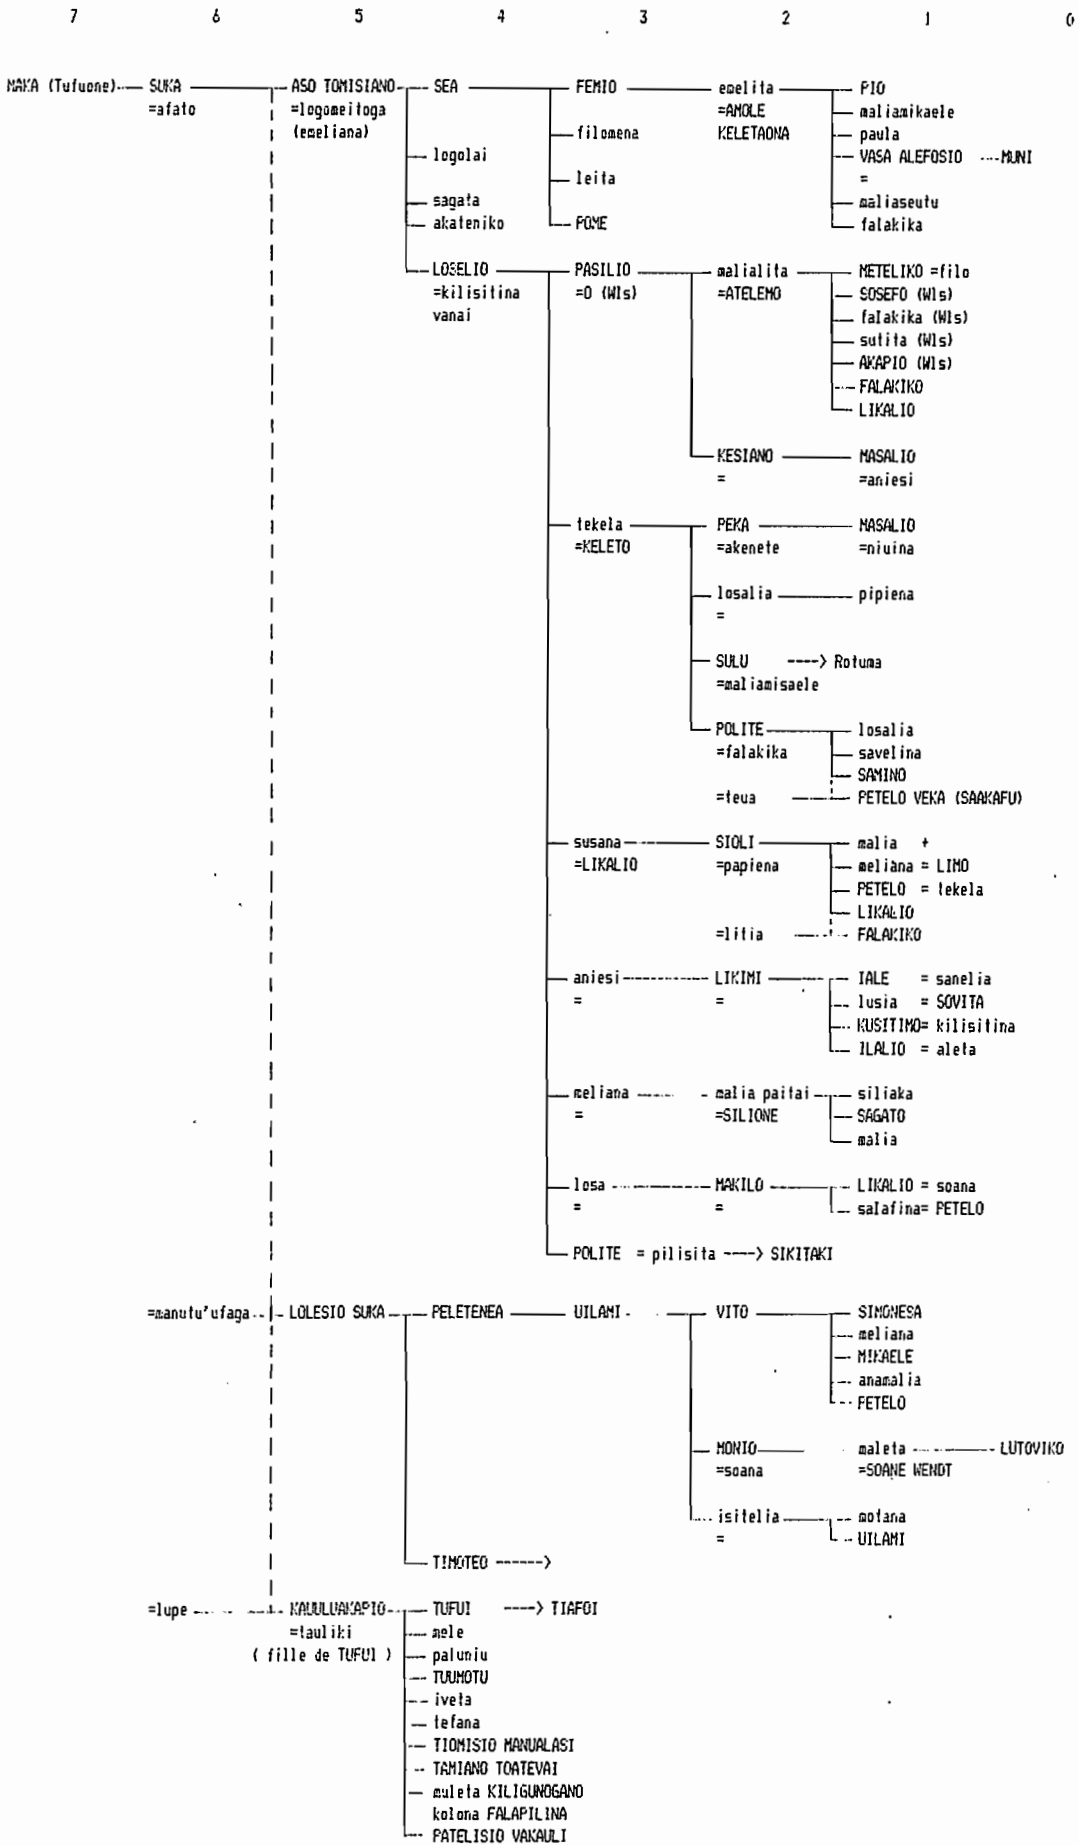 7 6 5 4 3 2 1 0
MAKA (Tufuone) SUKA ASO TOMISIANO SEA FEMIO emelita PIO
=afato =logomeitoga =AMOLE maliamikaele
(emeliana) filomena KELETAONA paula
logolai VASA ALEFOSIO MUNI
leita =
sagata maliaseutu
akateniko POME falakika
LOSELIO PASILIO malialita METELIKO =filo
=kilisitina =O (Wls) =ATELEMO SOSEFO (Wls)
vanai falakika (Wls)
sutita (Wls)
AKAPIO (Wls)
FALAKIKO
LIKALIO
KESIANO MASALIO
= =aniesi
tekela PEKA MASALIO
=KELETO =akenete =niuina
losalia pipiena
=
SULU ----> Rotuma
=maliamisaele
POLITE losalia
=falakika savelina
SAMINO
=teua PETELO VEKA (SAAKAFU)
susana SIOLI malia +
=LIKALIO =papiena meliana = LIMO
PETELO = tekela
LIKALIO
=litia FALAKIKO
aniesi LIKIMI IALE = sanelia
= = lusia = SOVITA
KUSITIMO= kilisitina
ILALIO = aleta
meliana malia paitai siliaka
= =SILIONE SAGATO
malia
losa MAKILO LIKALIO = soana
= = salafina= PETELO
POLITE = pilisita ----> SIKITAKI
=manutu'ufaga LOLESIO SUKA PELETENEA UILAMI VITO SIMONESA
meliana
MIKAELE
anamalia
PETELO
MONIO maleta LUTOVIKO
=soana =SOANE WENDT
isitelia motana
= UILAMI
TIMOTEO ------>
=lupe KAUULUAKAPIO TUFUI ----> TIAFOI
=tauliki mele
( fille de TUFUI ) paluniu
TUUMOTU
iveta
tefana
TIOMISIO MANUALASI
TAMIANO TOATEVAI
muleta KILIGUNOGANO
kolona FALAPILINA
PATELISIO VAKAULI